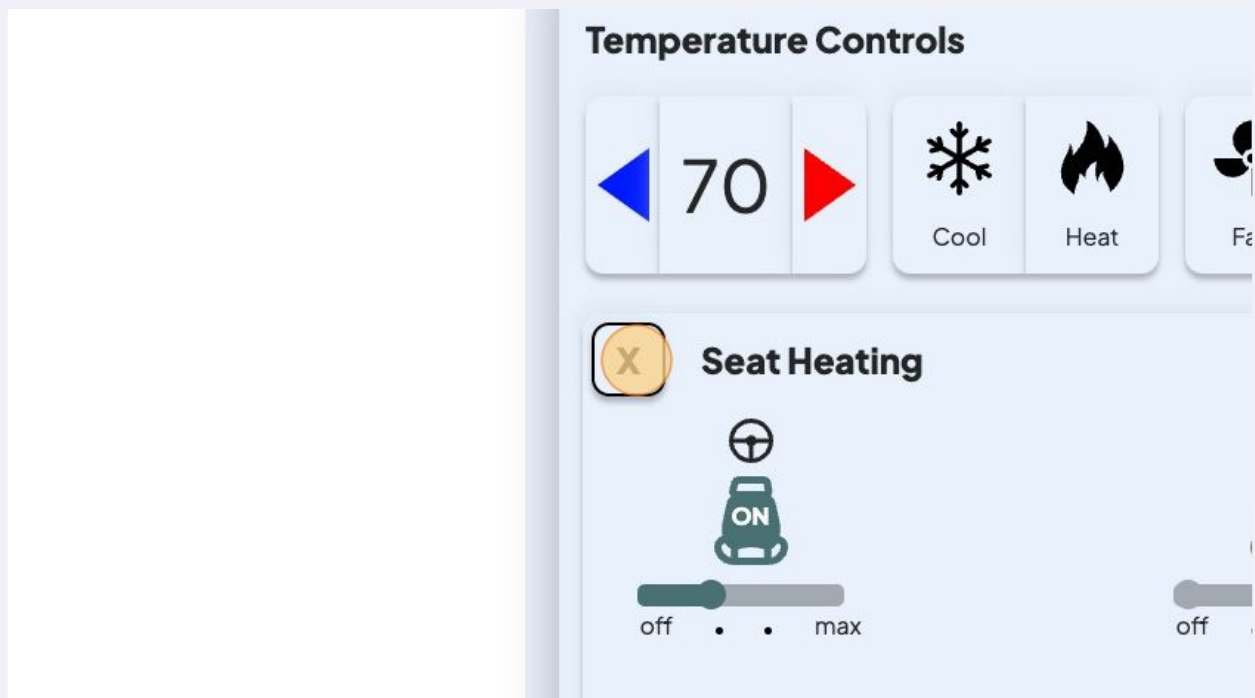 Temperature Controls
70
Cool
Heat
X
Seat Heating
ON
off . . max
off